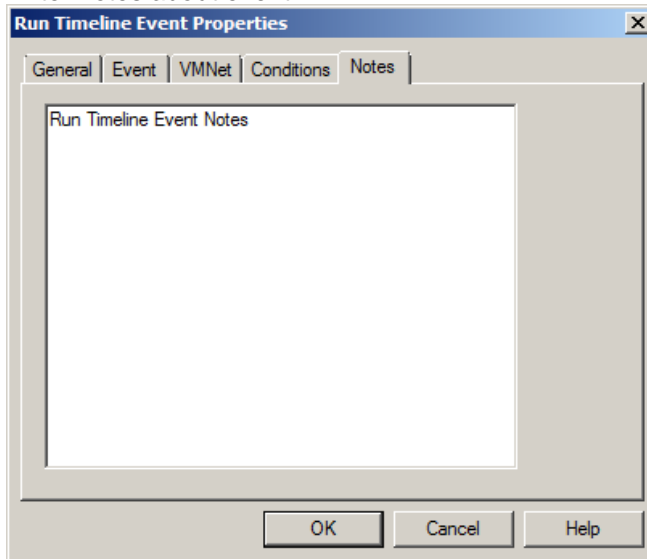 Run Timeline Event Properties
General Event VMNet Conditions Notes
Run Timeline Event Notes
OK Cancel Help